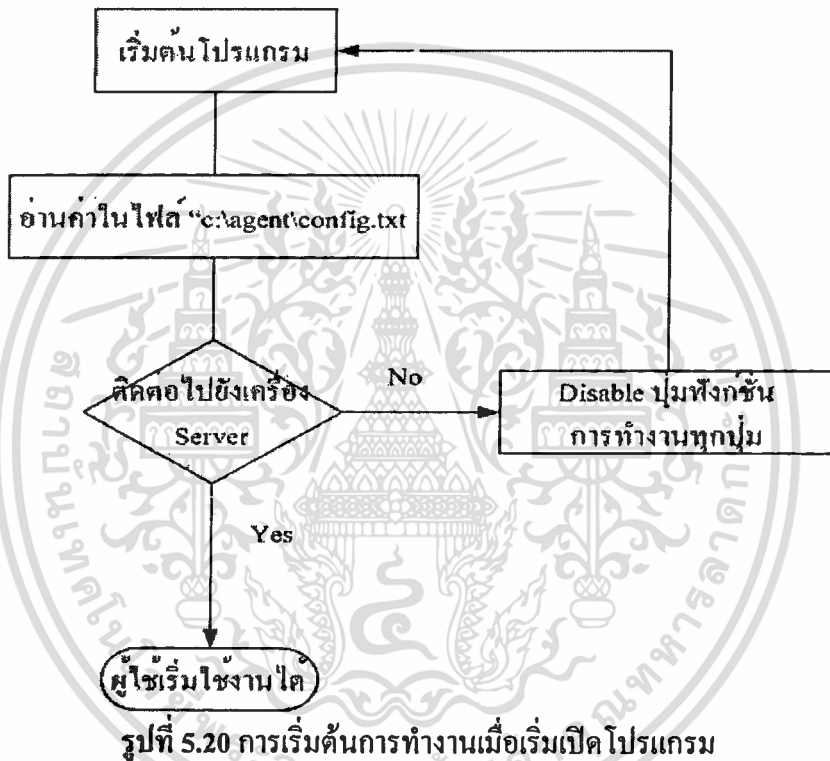 เริ่มต้นโปรแกรม
อ่านค่าในไฟล์ “c:\agent\config.txt
ติดต่อไปยังเครื่อง
Server
No
Disable ปุ่มฟังก์ชั่น
การทำงานทุกปุ่ม
Yes
ผู้ใช้เริ่มใช้งานได้
รูปที่ 5.20 การเริ่มต้นการทำงานเมื่อเริ่มเปิดโปรแกรม